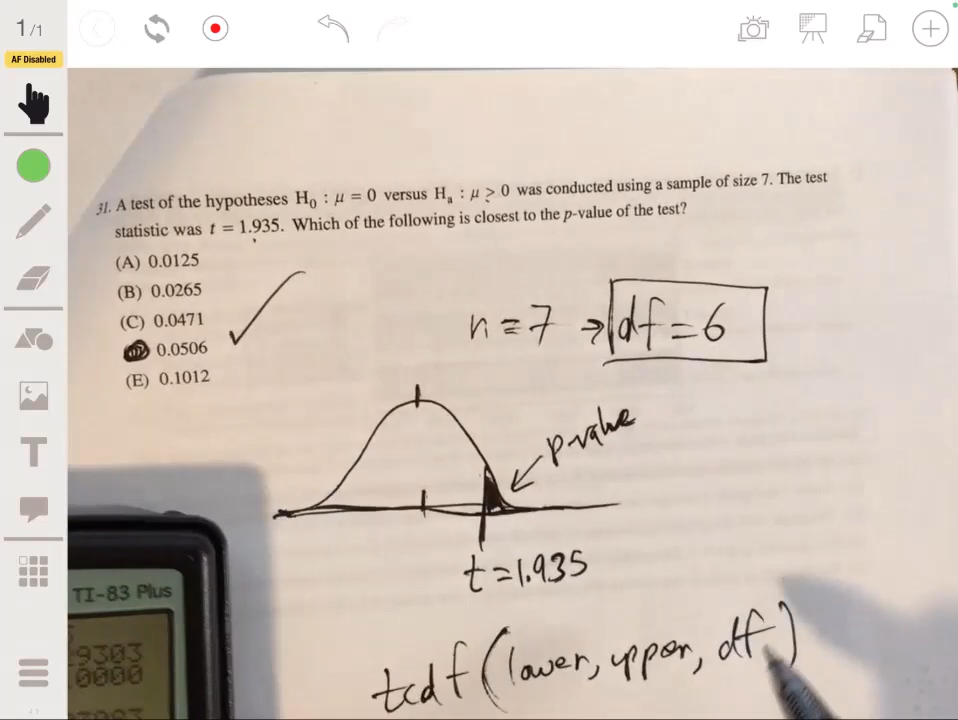 1/1
AF Disabled
31. A test of the hypotheses H₀ : μ = 0 versus Hₐ : μ > 0 was conducted using a sample of size 7. The test
statistic was t = 1.935. Which of the following is closest to the p-value of the test?
(A) 0.0125
(B) 0.0265
(C) 0.0471
0.0506
(E) 0.1012
n = 7 → df = 6
p-value
t = 1.935
tcdf (lower, upper, df)
TI-83 Plus
9303
0000
T